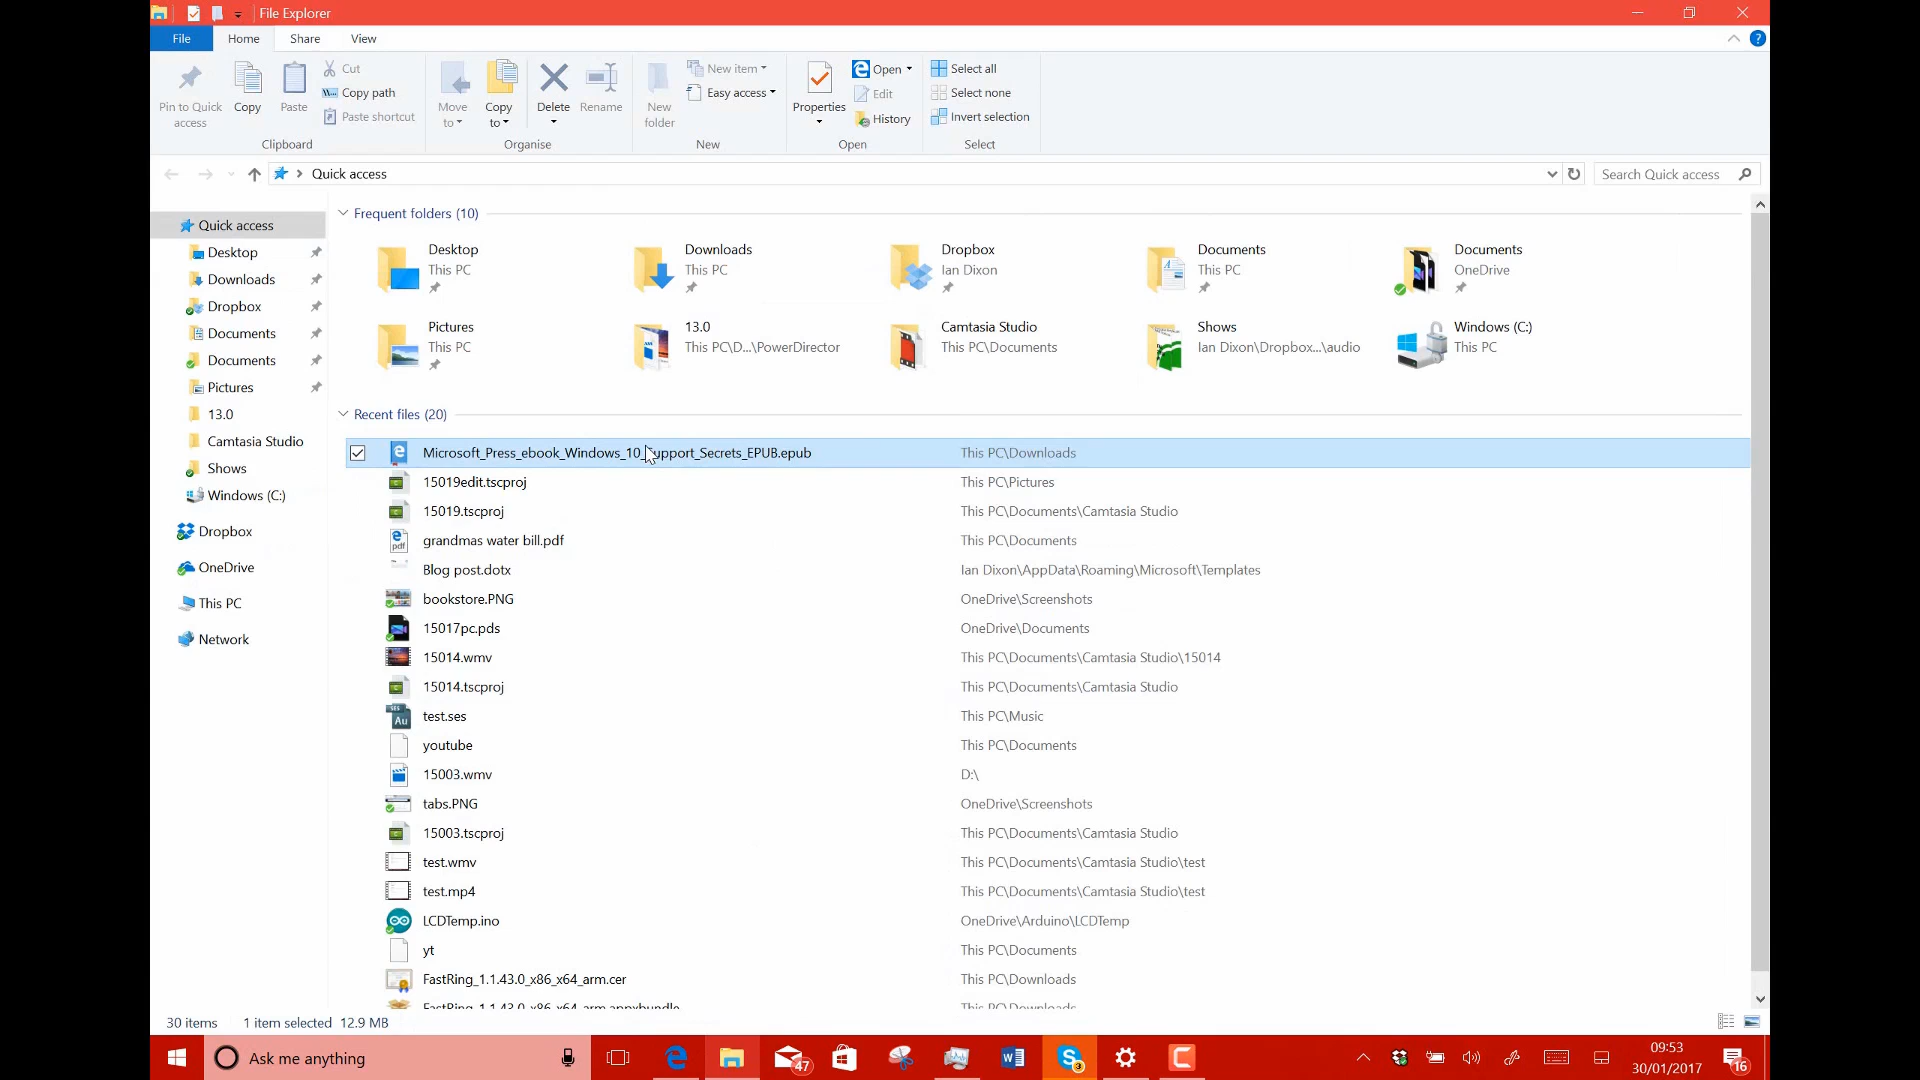 File Explorer
File Home Share View
Pin to Quick access
Copy
Paste
Cut
Copy path
Paste shortcut
Clipboard
Move to
Copy to
Delete
Rename
Organise
New folder
New item
Easy access
New
Properties
Open
Edit
History
Open
Select all
Select none
Invert selection
Select
Quick access
Search Quick access
Quick access
Desktop
Downloads
Dropbox
Documents
Documents
Pictures
13.0
Camtasia Studio
Shows
Windows (C:)
Dropbox
OneDrive
This PC
Network
Frequent folders (10)
Desktop
This PC
Downloads
This PC
Dropbox
Ian Dixon
Documents
This PC
Documents
OneDrive
Pictures
This PC
13.0
This PC\D...\PowerDirector
Camtasia Studio
This PC\Documents
Shows
Ian Dixon\Dropbox...\audio
Windows (C:)
This PC
Recent files (20)
Microsoft_Press_ebook_Windows_10_Support_Secrets_EPUB.epub This PC\Downloads
15019edit.tscproj This PC\Pictures
15019.tscproj This PC\Documents\Camtasia Studio
grandmas water bill.pdf This PC\Documents
Blog post.dotx Ian Dixon\AppData\Roaming\Microsoft\Templates
bookstore.PNG OneDrive\Screenshots
15017pc.pds OneDrive\Documents
15014.wmv This PC\Documents\Camtasia Studio\15014
15014.tscproj This PC\Documents\Camtasia Studio
test.ses This PC\Music
youtube This PC\Documents
15003.wmv D:\
tabs.PNG OneDrive\Screenshots
15003.tscproj This PC\Documents\Camtasia Studio
test.wmv This PC\Documents\Camtasia Studio\test
test.mp4 This PC\Documents\Camtasia Studio\test
LCDTemp.ino OneDrive\Arduino\LCDTemp
yt This PC\Documents
FastRing_1.1.43.0_x86_x64_arm.cer This PC\Downloads
FastRing_1.1.43.0_x86_x64_arm.appxbundle This PC\Downloads
30 items 1 item selected 12.9 MB
Ask me anything
47
09:53
30/01/2017
16